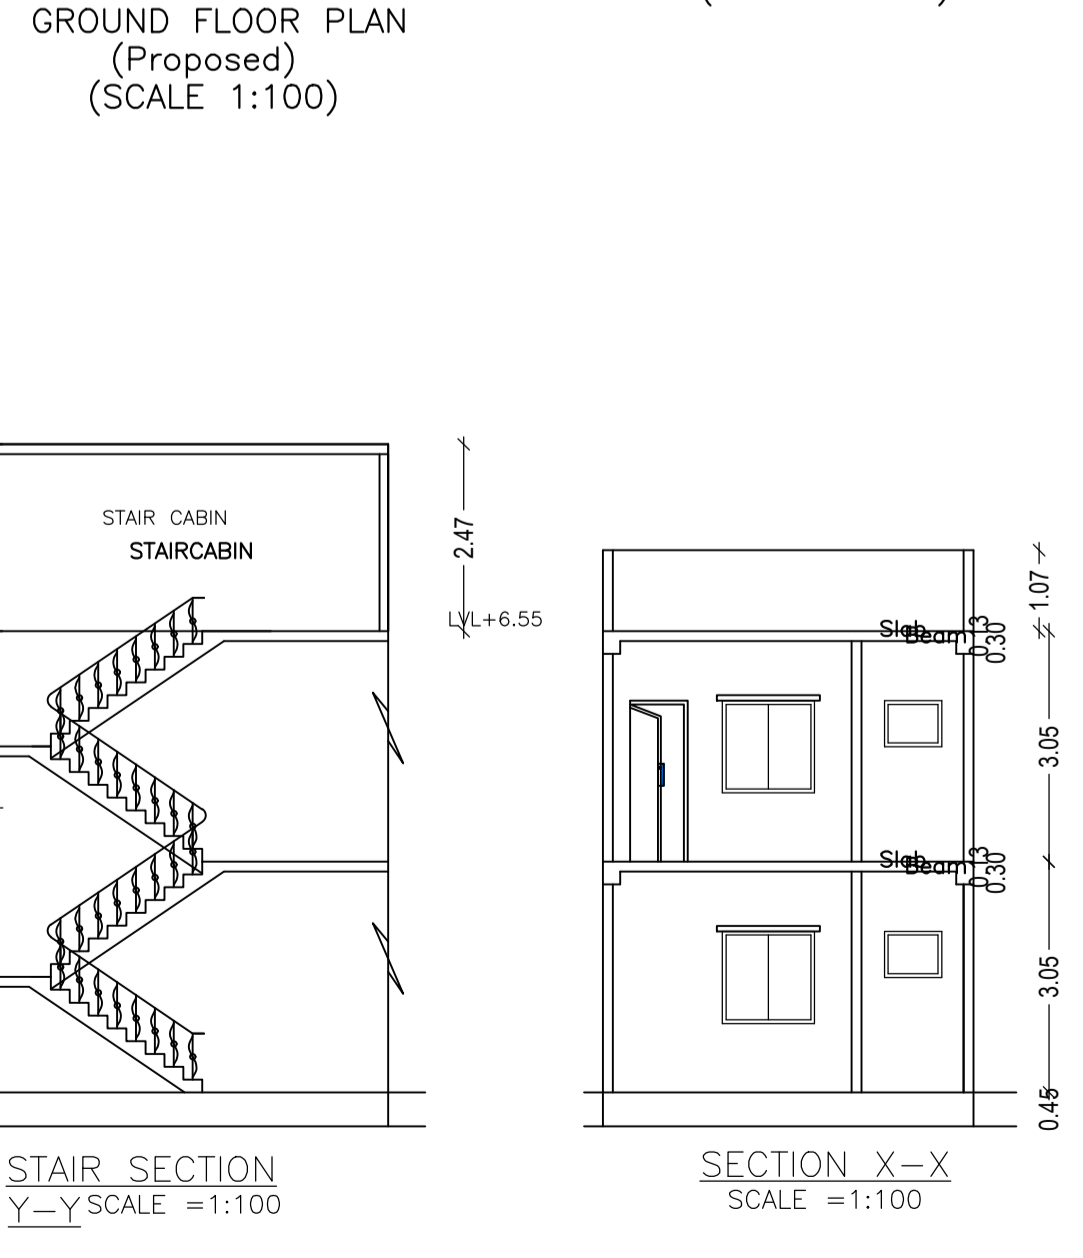 GROUND FLOOR PLAN
(Proposed)
(SCALE 1:100)
STAIR CABIN
STAIRCABIN
2.47
LVL+6.55
1.07
Slab
Beam
0.13
0.30
3.05
Slab
Beam
0.13
0.30
3.05
0.45
STAIR SECTION
Y-Y SCALE =1:100
SECTION X-X
SCALE =1:100